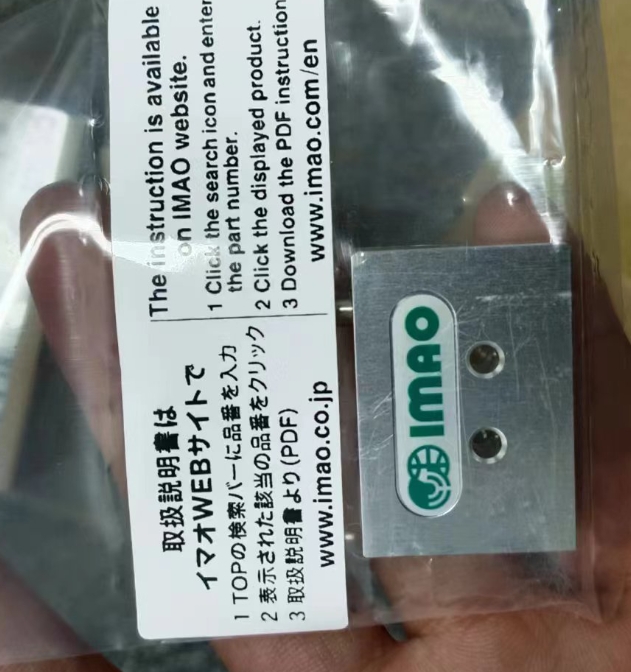 取扱説明書は
イマオWEBサイトで
1 TOPの検索バーに品番を入力
2 表示された該当の品番をクリック
3 取扱説明書より(PDF)
www.imao.co.jp
The instruction is available
on IMAO website.
1 Click the search icon and enter
the part number.
2 Click the displayed product.
3 Download the PDF instruction
www.imao.com/en
IMAO